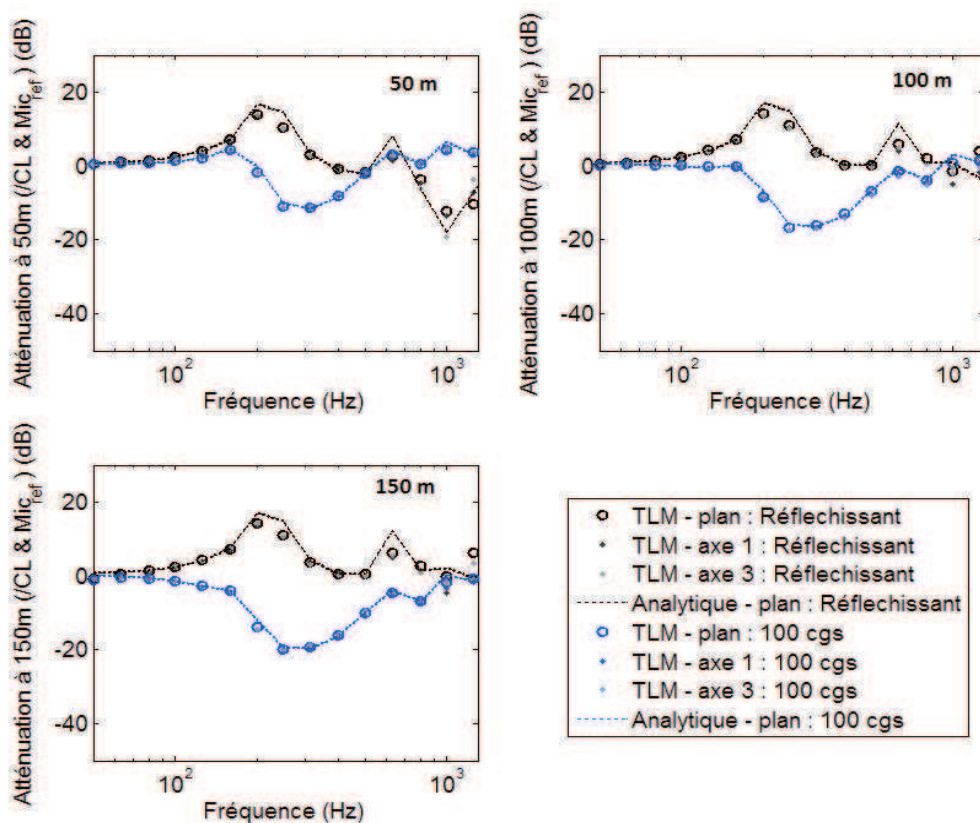 Atténuation à 50m (/CL & Mic_ref ) (dB)
50 m
20
0
-20
-40
10^2
10^3
Fréquence (Hz)
Atténuation à 100m (/CL & Mic_ref ) (dB)
100 m
20
0
-20
-40
10^2
10^3
Fréquence (Hz)
Atténuation à 150m (/CL & Mic_ref ) (dB)
150 m
20
0
-20
-40
10^2
10^3
Fréquence (Hz)
TLM - plan : Réflechissant
TLM - axe 1 : Réflechissant
TLM - axe 3 : Réflechissant
Analytique - plan : Réflechissant
TLM - plan : 100 cgs
TLM - axe 1 : 100 cgs
TLM - axe 3 : 100 cgs
Analytique - plan : 100 cgs